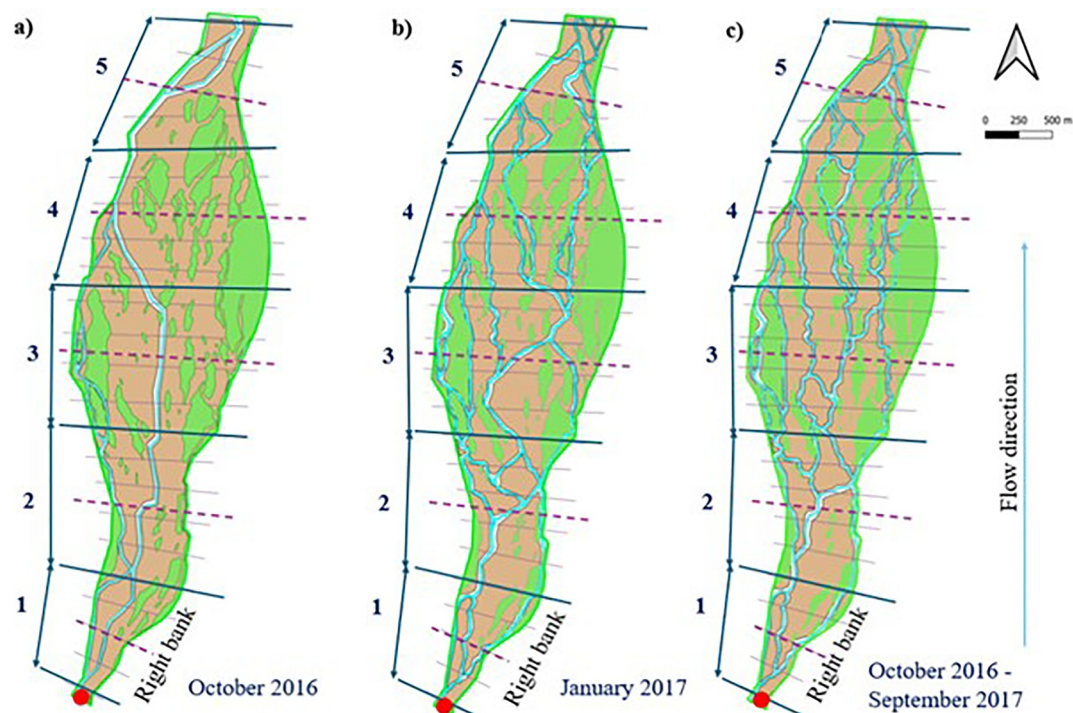 a)
5
4
3
2
1
Right bank
October 2016
b)
5
4
3
2
1
Right bank
January 2017
c)
5
4
3
2
1
Right bank
October 2016 -
September 2017
0 250 500 m
Flow direction